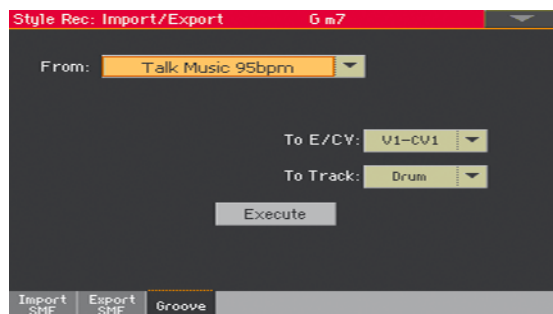 Style Rec: Import/Export G m7
From: Talk Music 95bpm
To E/CV: V1-CV1
To Track: Drum
Execute
Import SMF Export SMF Groove